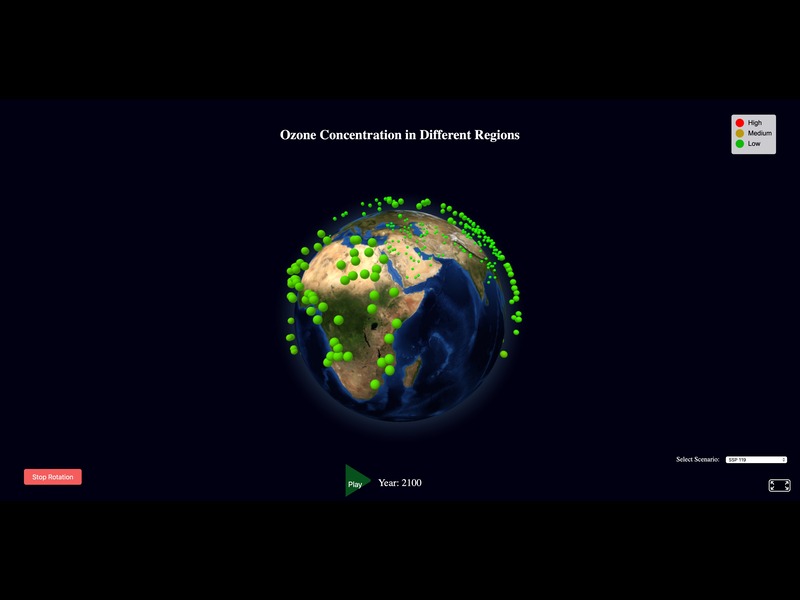 Ozone Concentration in Different Regions
High
Medium
Low
Select Scenario: SSP 119
Stop Rotation
Play
Year: 2100